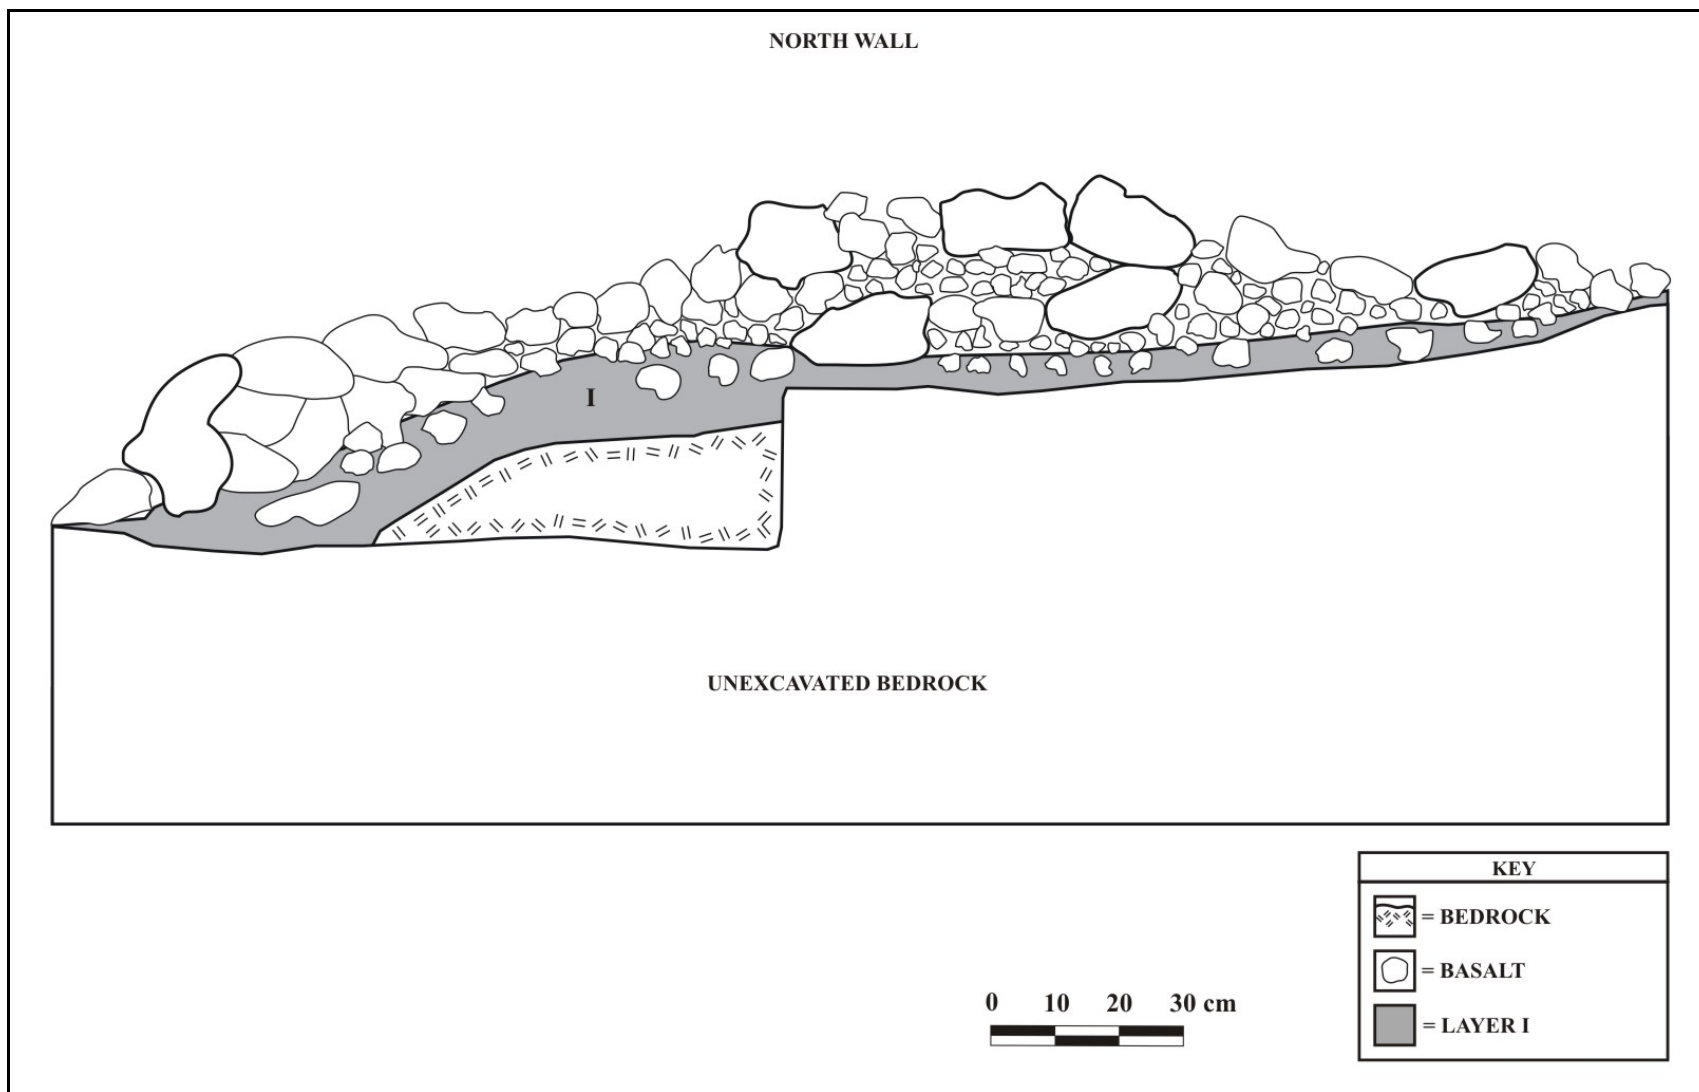 NORTH WALL
I
UNEXCAVATED BEDROCK
KEY
= BEDROCK
= BASALT
= LAYER I
0 10 20 30 cm